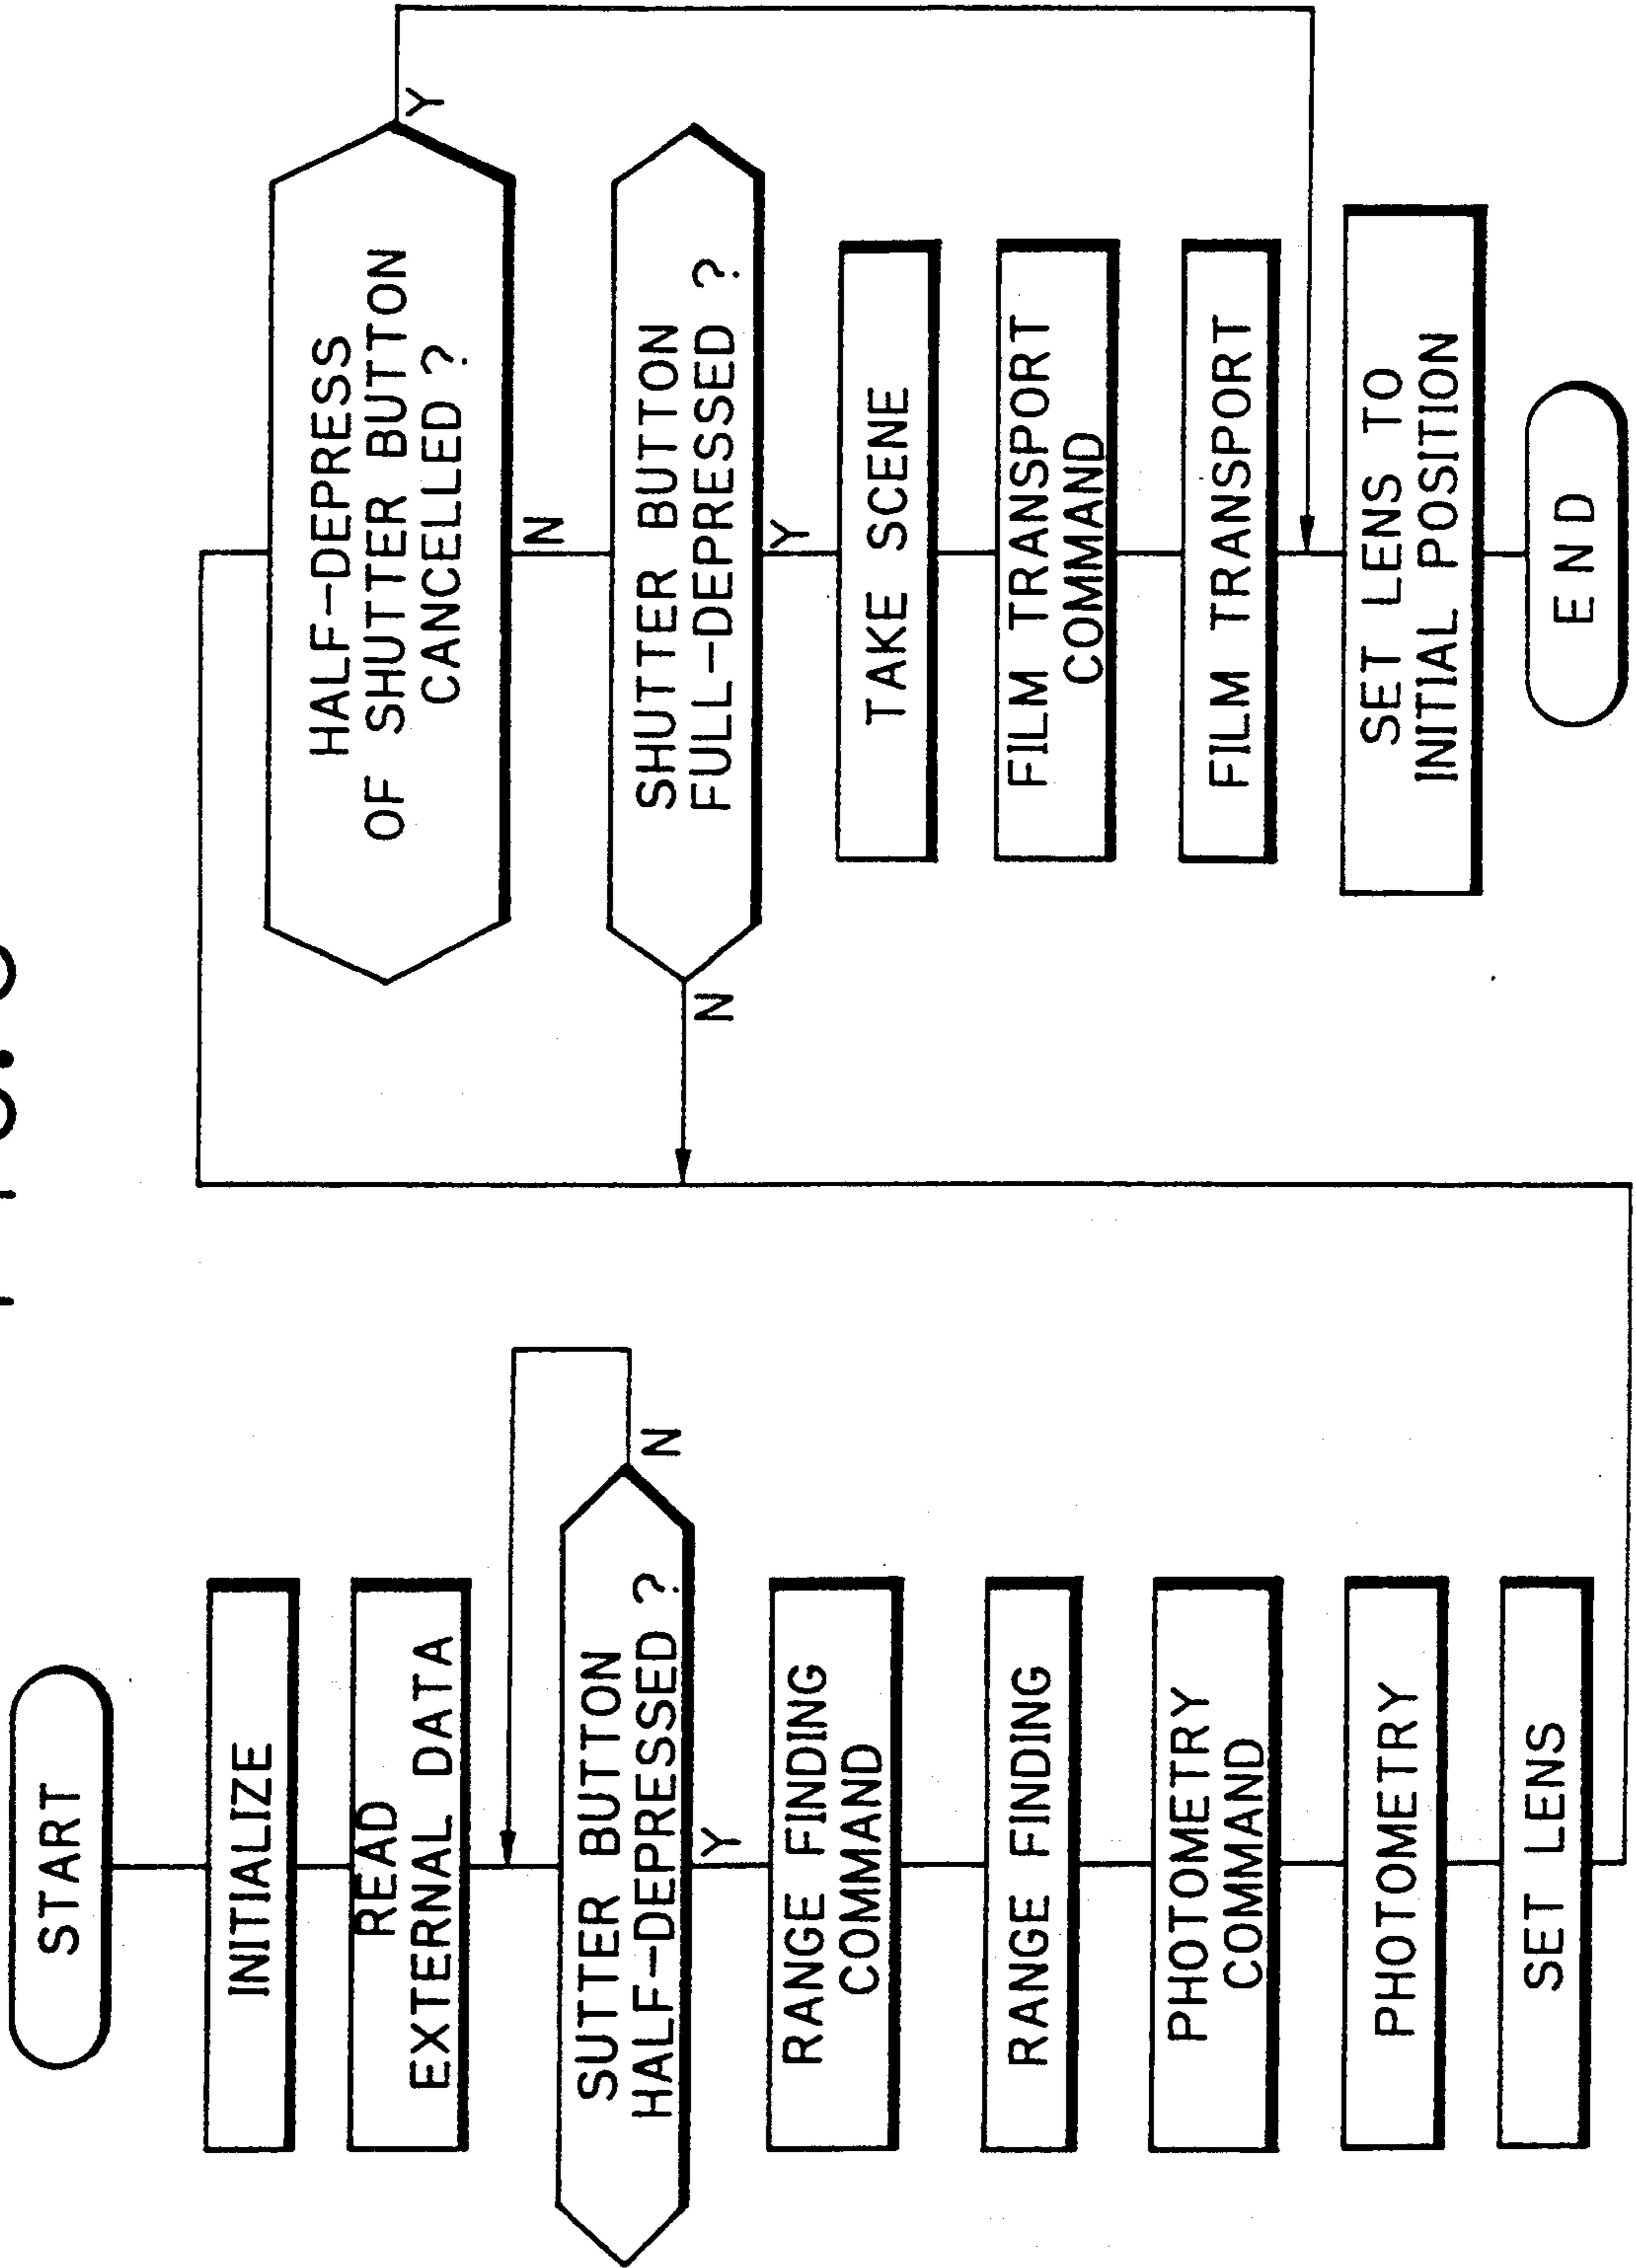 START
INITIALIZE
READ
EXTERNAL DATA
SUTTER BUTTON
HALF-DEPRESSED ?
N
Y
RANGE FINDING
COMMAND
RANGE FINDING
PHOTOMETRY
COMMAND
PHOTOMETRY
SET LENS
HALF-DEPRESS
OF SHUTTER BUTTON
CANCELLED ?
Y
N
SHUTTER BUTTON
FULL-DEPRESSED ?
N
Y
TAKE SCENE
FILM TRANSPORT
COMMAND
FILM TRANSPORT
SET LENS TO
INITIAL POSITION
END